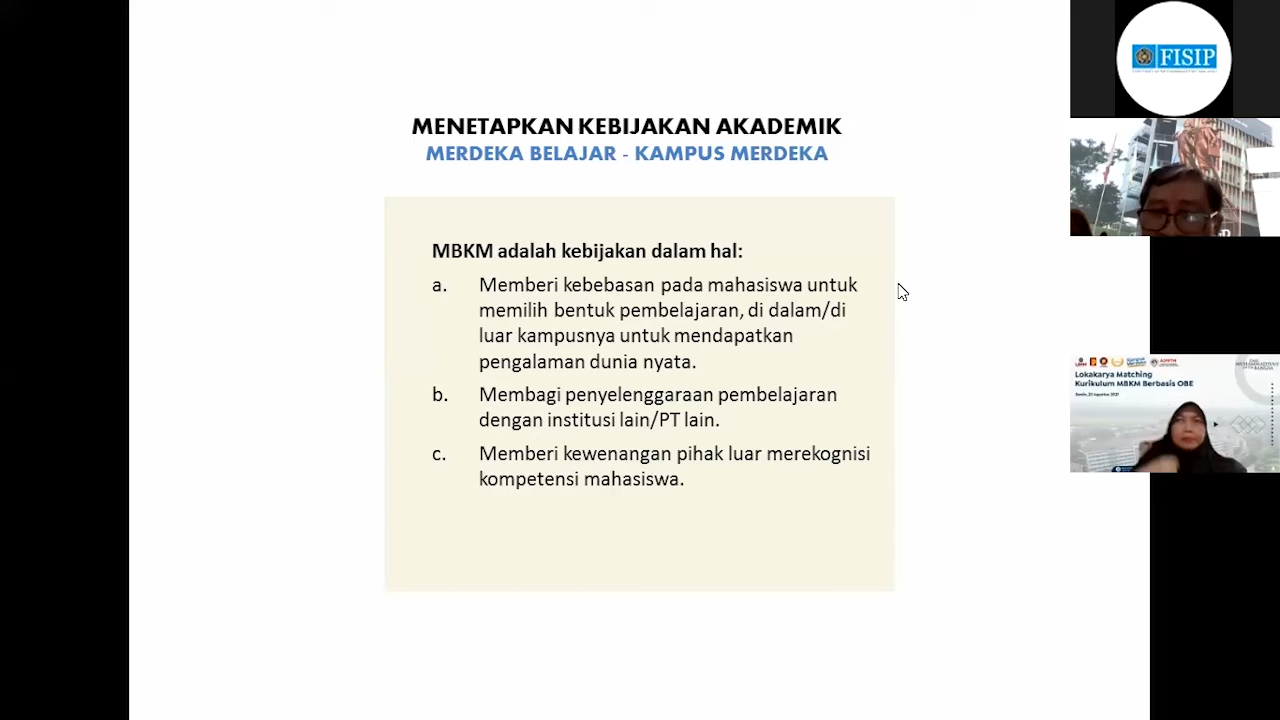 MENETAPKAN KEBIJAKAN AKADEMIK
MERDEKA BELAJAR - KAMPUS MERDEKA
MBKM adalah kebijakan dalam hal:
a. Memberi kebebasan pada mahasiswa untuk
memilih bentuk pembelajaran, di dalam/di
luar kampusnya untuk mendapatkan
pengalaman dunia nyata.
b. Membagi penyelenggaraan pembelajaran
dengan institusi lain/PT lain.
c. Memberi kewenangan pihak luar merekognisi
kompetensi mahasiswa.
FISIP
Lokakarya Matching
Kurikulum MBKM Berbasis OBE